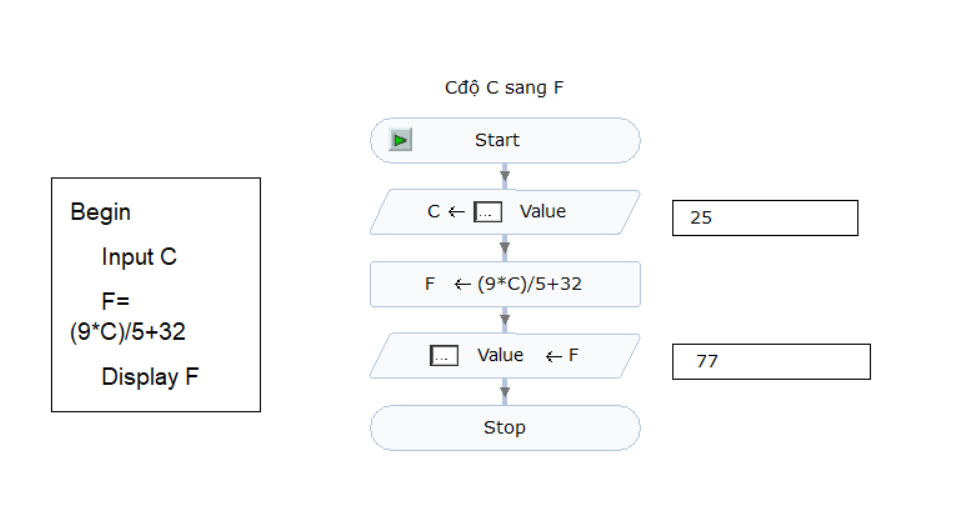 Cđộ C sang F
Start
C ← ... Value
25
F ← (9*C)/5+32
... Value ← F
77
Stop
Begin
Input C
F=
(9*C)/5+32
Display F